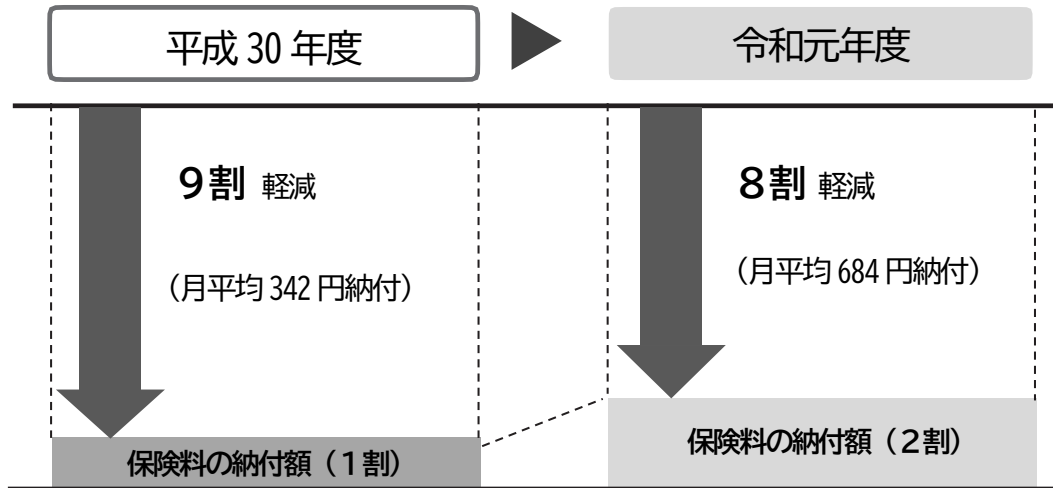 平成 30 年度
令和元年度
9割 軽減
（月平均 342 円納付）
8割 軽減
（月平均 684 円納付）
保険料の納付額（１割）
保険料の納付額（２割）